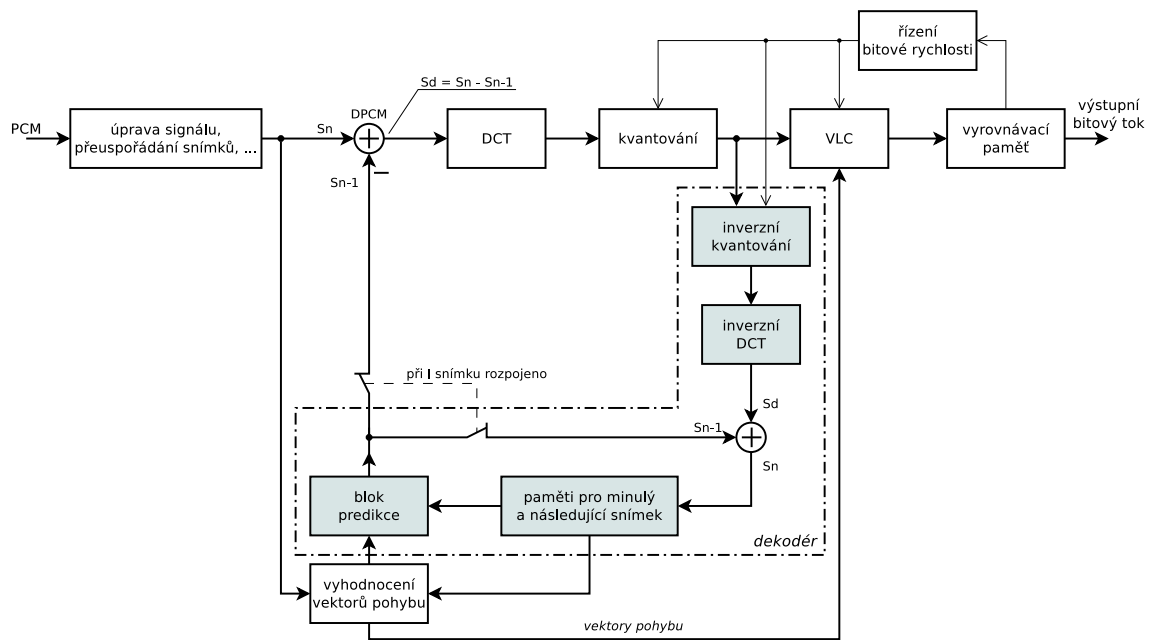 řízení
bitové rychlosti
Sd = Sn - Sn-1
DPCM
PCM
úprava signálu,
přeuspořádání snímků, ...
Sn
DCT
kvantování
VLC
vyrovnávací
paměť
výstupní
bitový tok
Sn-1
inverzní
kvantování
inverzní
DCT
při I snímku rozpojeno
Sd
Sn-1
Sn
blok
predikce
paměti pro minulý
a následující snímek
dekodér
vyhodnocení
vektorů pohybu
vektory pohybu